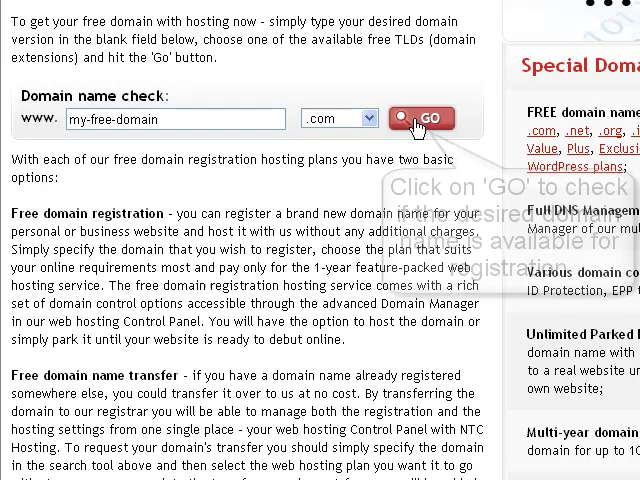 To get your free domain with hosting now - simply type your desired domain
version in the blank field below, choose one of the available free TLDs (domain
extensions) and hit the 'Go' button.
Domain name check:
www. my-free-domain .com GO
With each of our free domain registration hosting plans you have two basic
options:
Free domain registration - you can register a brand new domain name for your
personal or business website and host it with us without any additional charges.
Simply specify the domain that you wish to register, choose the plan that suits
your online requirements most and pay only for the 1-year feature-packed web
hosting service. The free domain registration hosting service comes with a rich
set of domain control options accessible through the advanced Domain Manager
in our web hosting Control Panel. You will have the option to host the domain or
simply park it until your website is ready to debut online.
Free domain name transfer - if you have a domain name already registered
somewhere else, you could transfer it over to us at no cost. By transferring the
domain to our registrar you will be able to manage both the registration and the
hosting settings from one single place - your web hosting Control Panel with NTC
Hosting. To request your domain's transfer you should simply specify the domain
in the search tool above and then select the web hosting plan you want it to go
Click on 'GO' to check
if the desired domain
name is available for
registration.
Special Doma
FREE domain name
.com, .net, .org, .i
Value, Plus, Exclusi
WordPress plans;
Full DNS Managem
Manager of our mul
Various domain co
ID Protection, EPP t
Unlimited Parked
domain name with
to a real website un
own website;
Multi-year domain
domain for up to 10